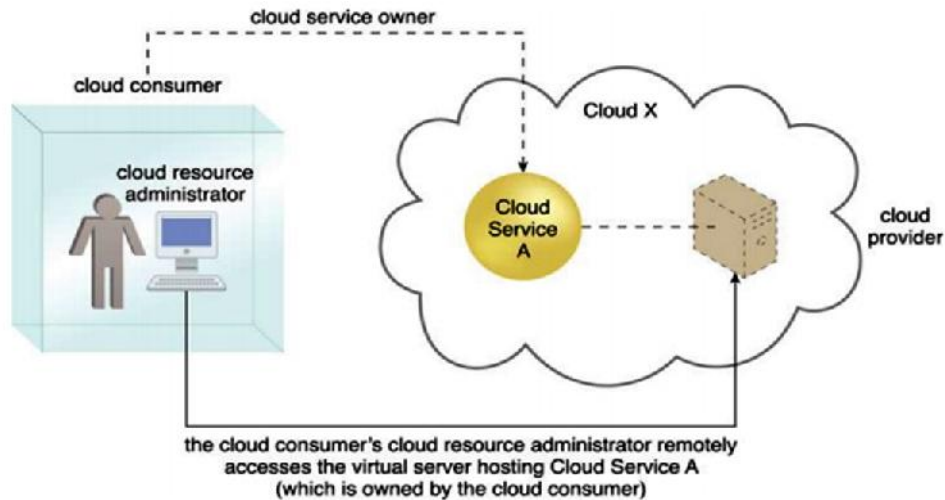 cloud service owner
cloud consumer
cloud resource
administrator
Cloud X
Cloud
Service
A
cloud
provider
the cloud consumer's cloud resource administrator remotely
accesses the virtual server hosting Cloud Service A
(which is owned by the cloud consumer)